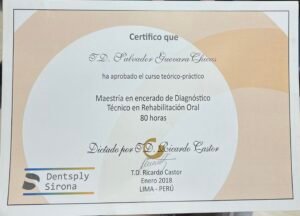 Certifico que
T.D. Salvador Guevara Chicas
ha aprobado el curso teórico-práctico
Maestría en encerado de Diagnóstico
Técnico en Rehabilitación Oral
80 horas
Dictado por T.D. Ricardo Castor
T.D. Ricardo Castor
Enero 2018
LIMA - PERÚ
Dentsply
Sirona